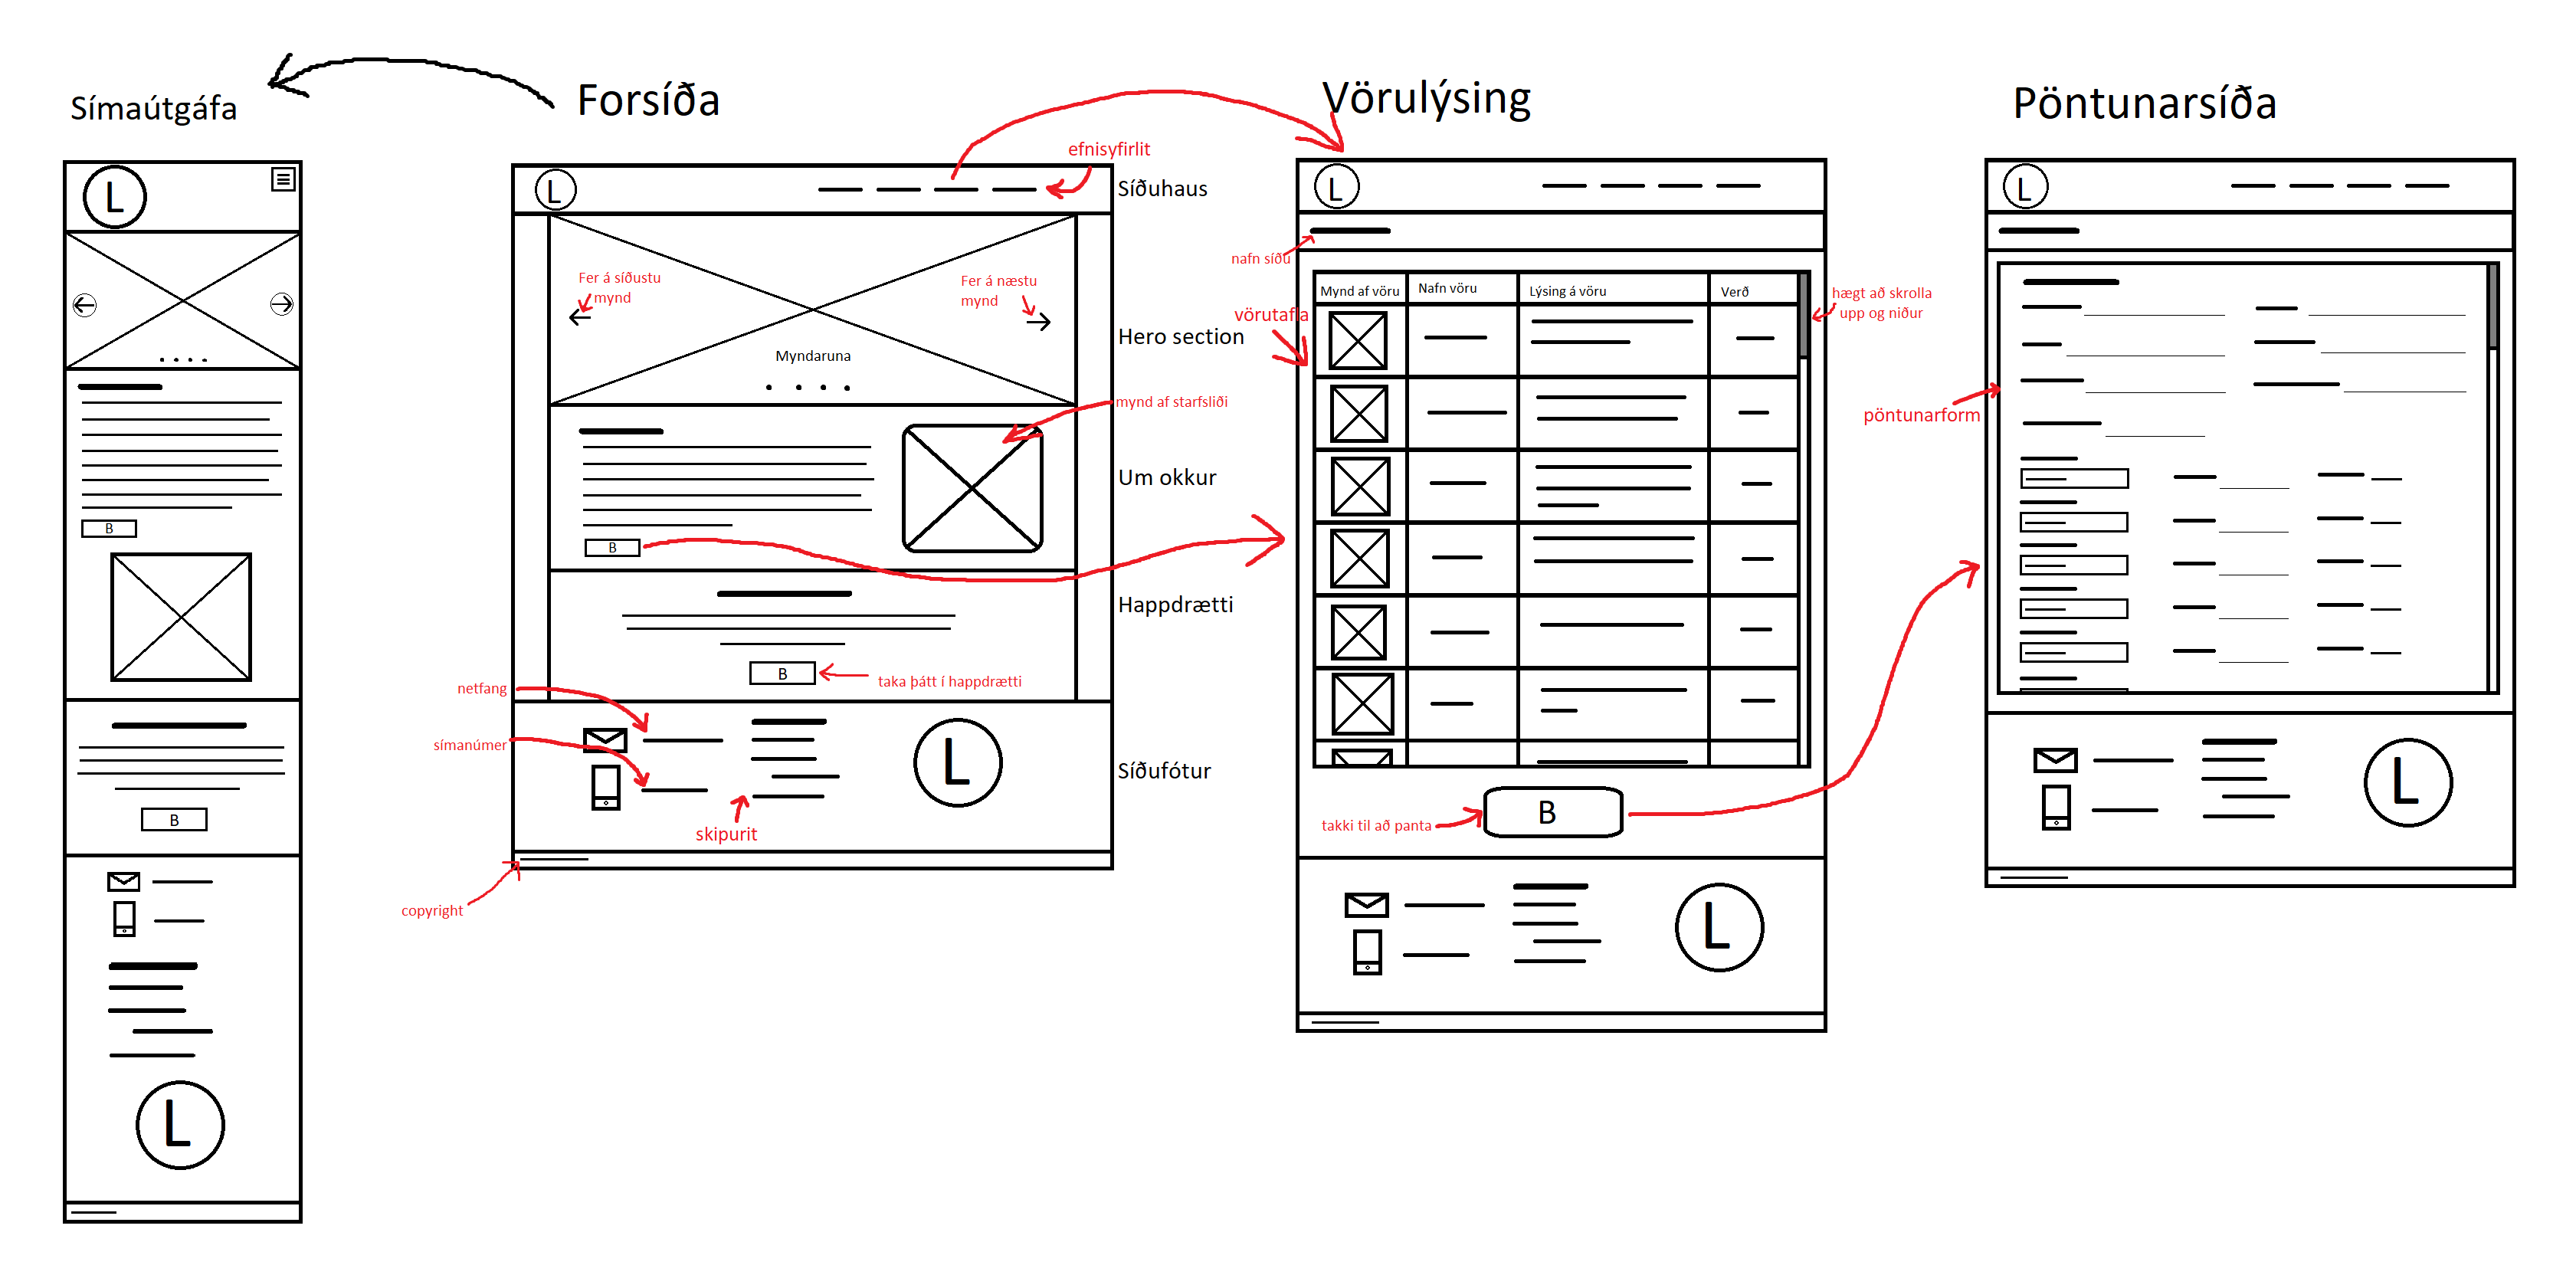 Símaútgáfa
L
B
B
L
Forsíða
L
efnisyfirlit
Síðuhaus
Fer á síðustu
mynd
Fer á næstu
mynd
Myndaruna
Hero section
mynd af starfsliði
Um okkur
B
Happdrætti
B
taka þátt í happdrætti
netfang
símanúmer
skipurit
L
Síðufótur
copyright
Vörulýsing
L
nafn síðu
vörutafla
Mynd af vöru
Nafn vöru
Lýsing á vöru
Verð
hægt að skrolla
upp og niður
takki til að panta
B
L
Pöntunarsíða
L
pöntunarform
L